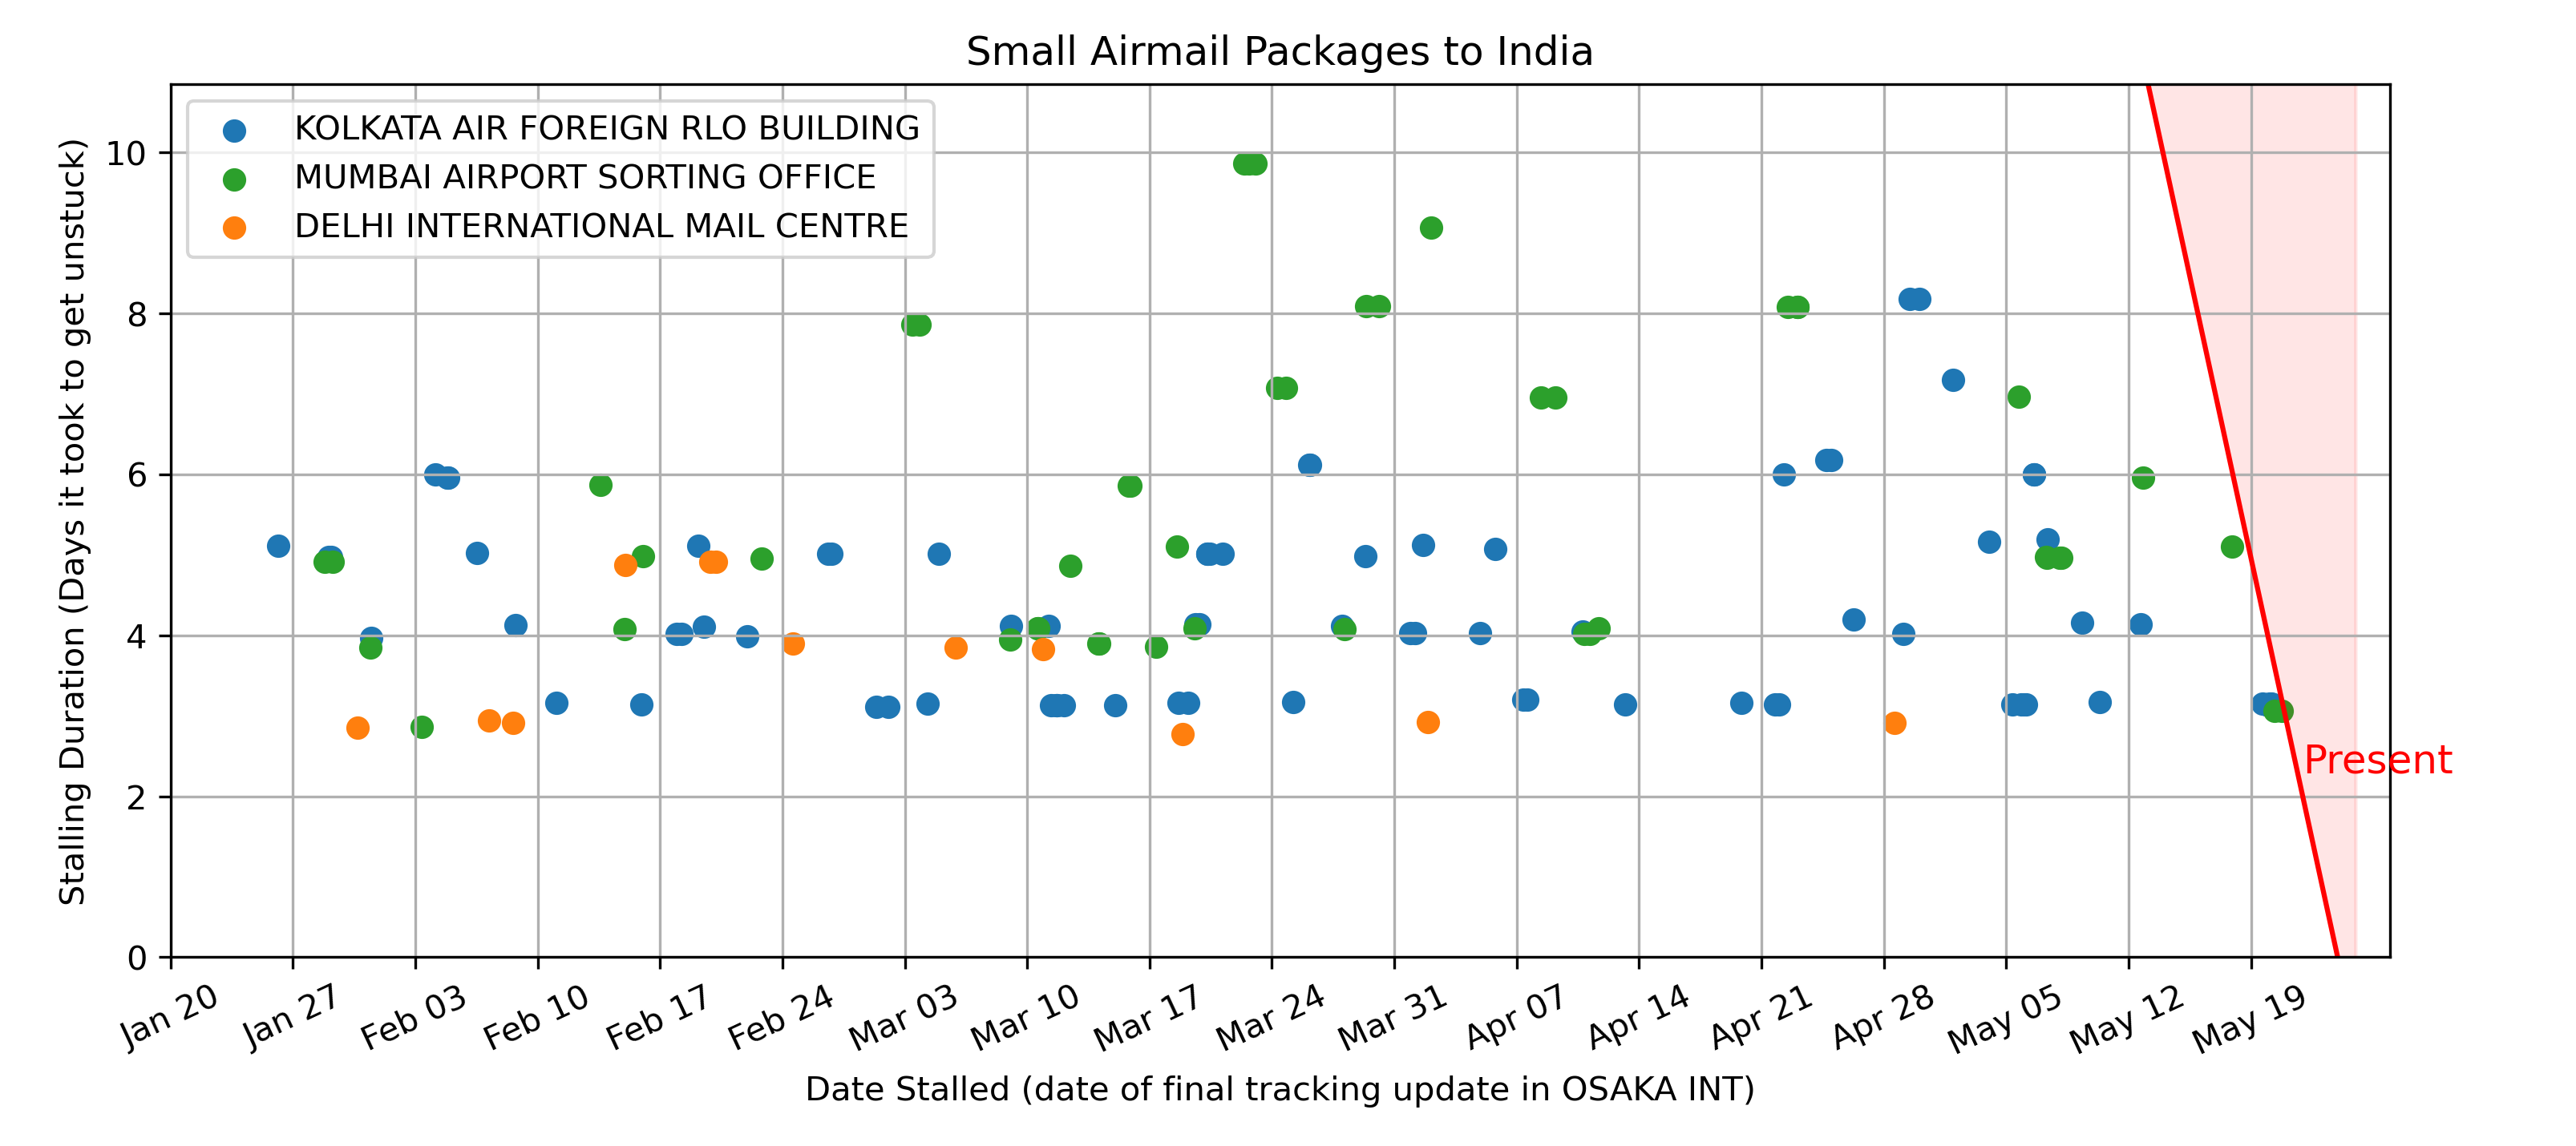 Small Airmail Packages to India
KOLKATA AIR FOREIGN RLO BUILDING
MUMBAI AIRPORT SORTING OFFICE
DELHI INTERNATIONAL MAIL CENTRE
Stalling Duration (Days it took to get unstuck)
10
8
6
4
2
0
Present
Jan 20
Jan 27
Feb 03
Feb 10
Feb 17
Feb 24
Mar 03
Mar 10
Mar 17
Mar 24
Mar 31
Apr 07
Apr 14
Apr 21
Apr 28
May 05
May 12
May 19
Date Stalled (date of final tracking update in OSAKA INT)